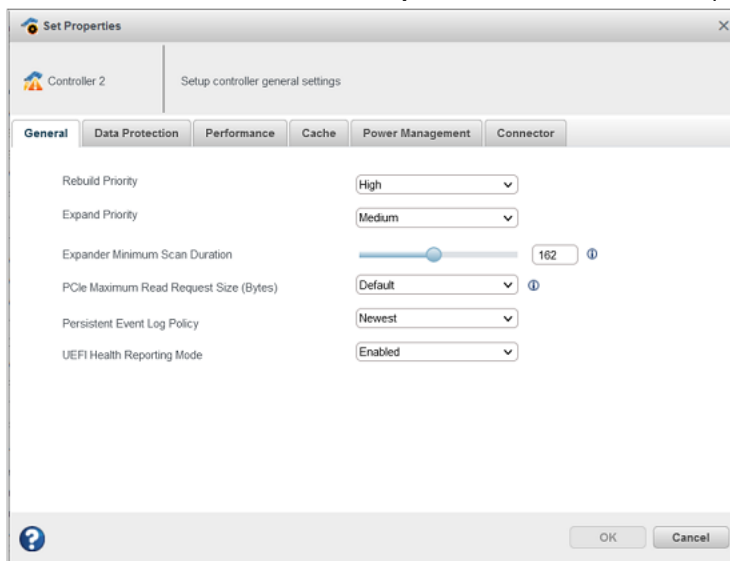 Set Properties
Controller 2
Setup controller general settings
General Data Protection Performance Cache Power Management Connector
Rebuild Priority High
Expand Priority Medium
Expander Minimum Scan Duration 162
PCIe Maximum Read Request Size (Bytes) Default
Persistent Event Log Policy Newest
UEFI Health Reporting Mode Enabled
OK Cancel